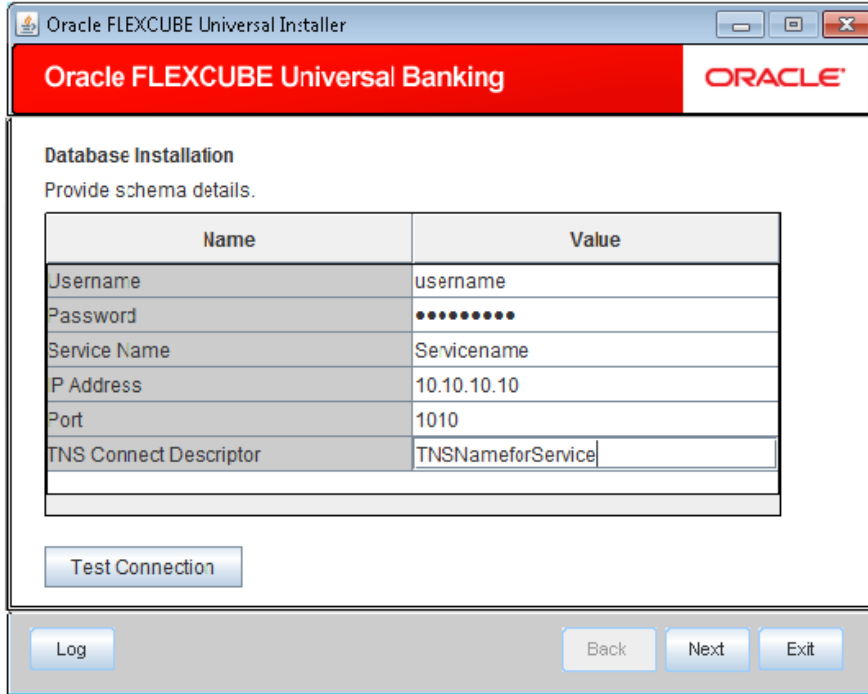 Oracle FLEXCUBE Universal Installer
Oracle FLEXCUBE Universal Banking
ORACLE
Database Installation
Provide schema details.
Name Value
Username username
Password •••••••••
Service Name Servicename
IP Address 10.10.10.10
Port 1010
TNS Connect Descriptor TNSNameforService
Test Connection
Log Back Next Exit